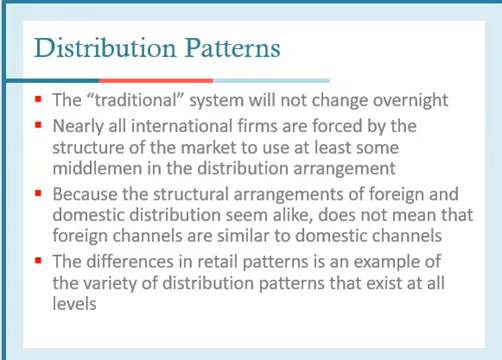 Distribution Patterns
▪ The “traditional” system will not change overnight
▪ Nearly all international firms are forced by the
structure of the market to use at least some
middlemen in the distribution arrangement
▪ Because the structural arrangements of foreign and
domestic distribution seem alike, does not mean that
foreign channels are similar to domestic channels
▪ The differences in retail patterns is an example of
the variety of distribution patterns that exist at all
levels